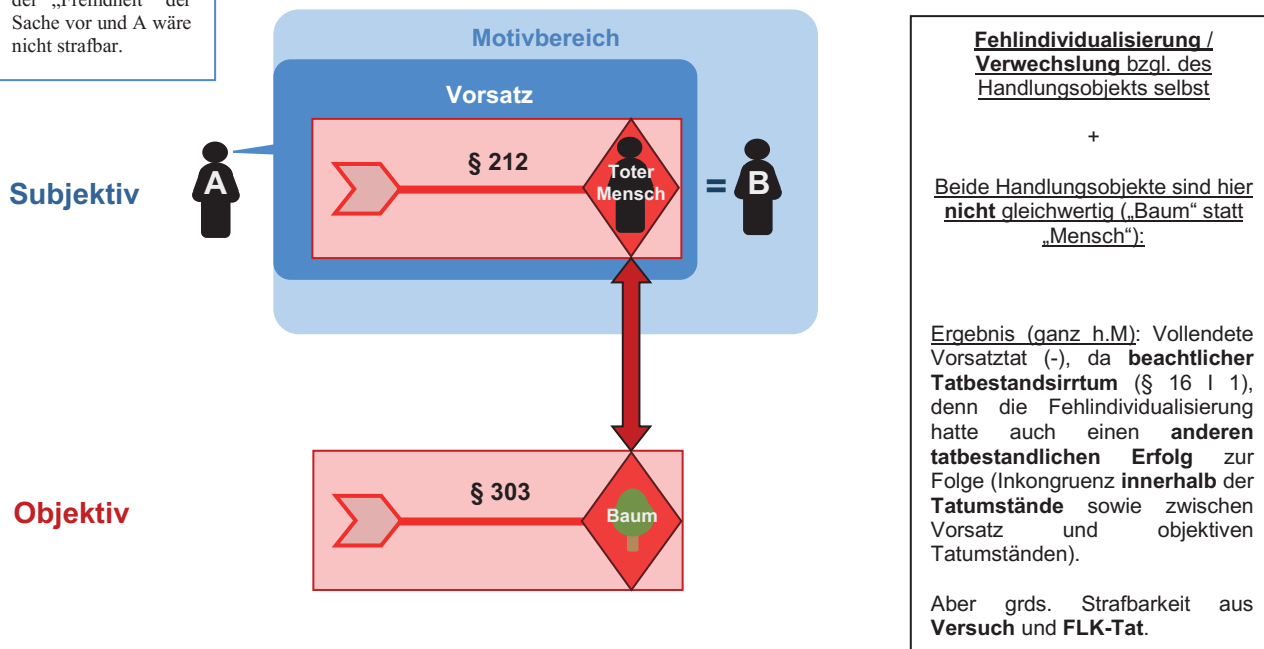 der „Fremdheit“ der
Sache vor und A wäre
nicht strafbar.
Motivbereich
Vorsatz
Subjektiv
A
§ 212
Toter
Mensch
=
B
Objektiv
§ 303
Baum
Fehlindividualisierung /
Verwechslung bzgl. des
Handlungsobjekts selbst
+
Beide Handlungsobjekte sind hier
nicht gleichwertig („Baum“ statt
„Mensch“):
Ergebnis (ganz h.M): Vollendete
Vorsatztat (-), da beachtlicher
Tatbestandsirrtum (§ 16 I 1),
denn die Fehlindividualisierung
hatte auch einen anderen
tatbestandlichen Erfolg zur
Folge (Inkongruenz innerhalb der
Tatumstände sowie zwischen
Vorsatz und objektiven
Tatumständen).
Aber grds. Strafbarkeit aus
Versuch und FLK-Tat.